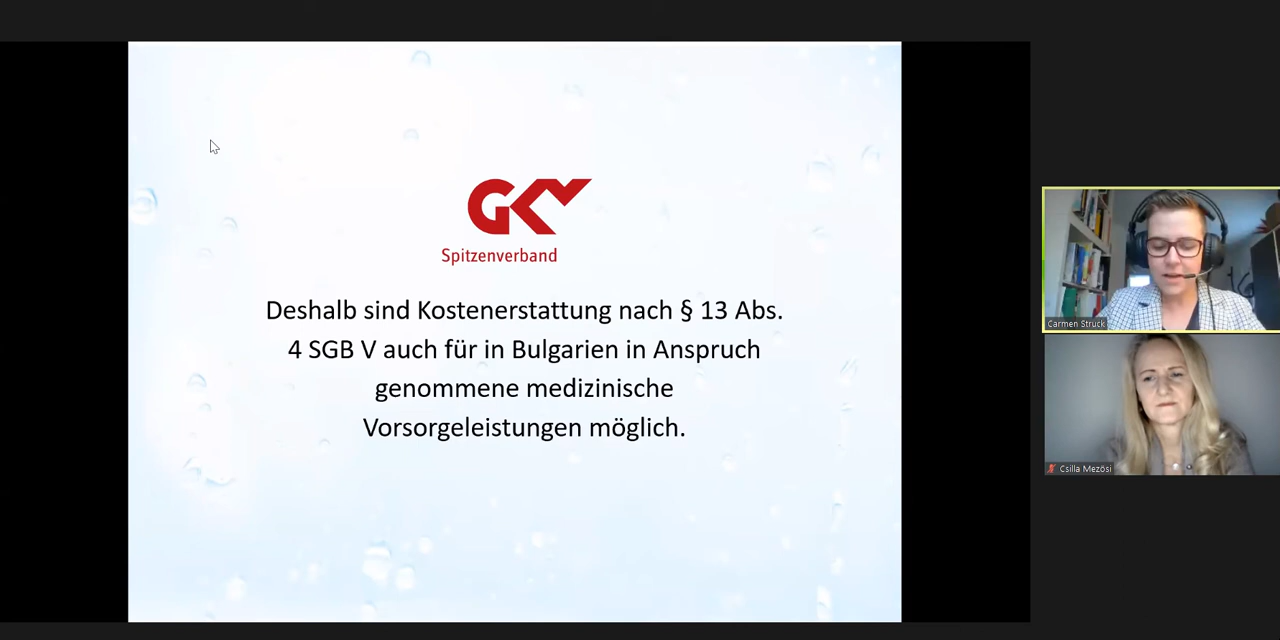 GKV
Spitzenverband
Deshalb sind Kostenerstattung nach § 13 Abs.
4 SGB V auch für in Bulgarien in Anspruch
genommene medizinische
Vorsorgeleistungen möglich.
Carmen Struck
Csilla Mezösi